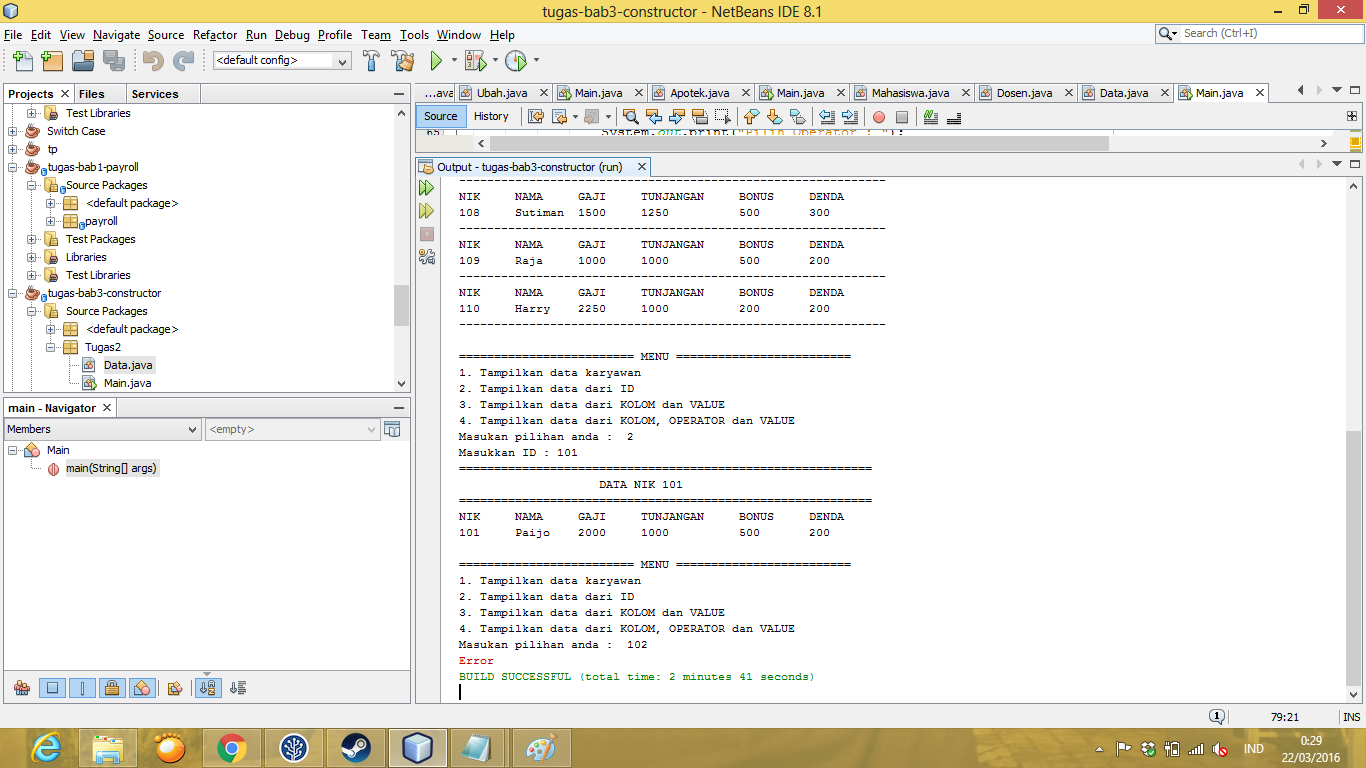 tugas-bab3-constructor - NetBeans IDE 8.1
File Edit View Navigate Source Refactor Run Debug Profile Team Tools Window Help
Search (Ctrl+I)
<default config>
Projects Files Services
Test Libraries
Switch Case
tp
tugas-bab1-payroll
Source Packages
<default package>
payroll
Test Packages
Libraries
Test Libraries
tugas-bab3-constructor
Source Packages
<default package>
Tugas2
Data.java
Main.java
main - Navigator
Members <empty>
Main
main(String[] args)
...ava Ubah.java Main.java Apotek.java Main.java Mahasiswa.java Dosen.java Data.java Main.java
Source History
65 System.out.print("Pilih Operator : ");
Output - tugas-bab3-constructor (run)
-------------------------------------------------------------
NIK NAMA GAJI TUNJANGAN BONUS DENDA
108 Sutiman 1500 1250 500 300
-------------------------------------------------------------
NIK NAMA GAJI TUNJANGAN BONUS DENDA
109 Raja 1000 1000 500 200
-------------------------------------------------------------
NIK NAMA GAJI TUNJANGAN BONUS DENDA
110 Harry 2250 1000 200 200
-------------------------------------------------------------
========================= MENU =========================
1. Tampilkan data karyawan
2. Tampilkan data dari ID
3. Tampilkan data dari KOLOM dan VALUE
4. Tampilkan data dari KOLOM, OPERATOR dan VALUE
Masukan pilihan anda : 2
Masukkan ID : 101
===========================================================
DATA NIK 101
===========================================================
NIK NAMA GAJI TUNJANGAN BONUS DENDA
101 Paijo 2000 1000 500 200
========================= MENU =========================
1. Tampilkan data karyawan
2. Tampilkan data dari ID
3. Tampilkan data dari KOLOM dan VALUE
4. Tampilkan data dari KOLOM, OPERATOR dan VALUE
Masukan pilihan anda : 102
Error
BUILD SUCCESSFUL (total time: 2 minutes 41 seconds)
1 79:21 INS
IND
0:29
22/03/2016